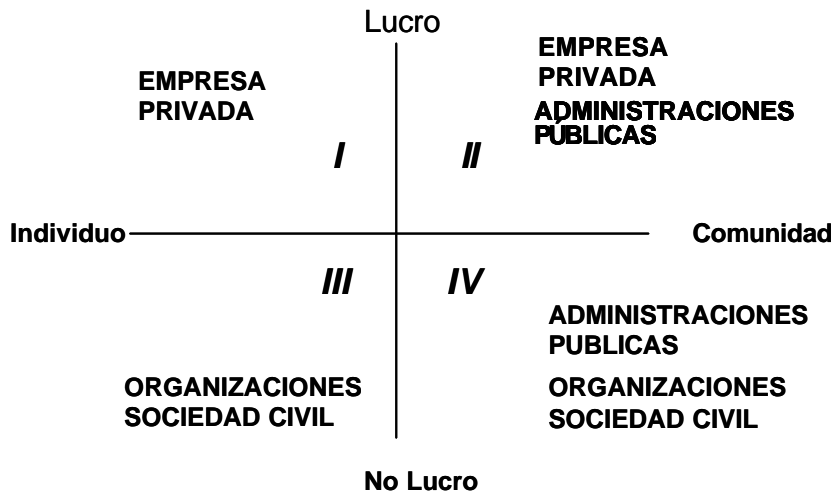 Lucro
EMPRESA
PRIVADA
EMPRESA
PRIVADA
ADMINISTRACIONES
PÚBLICAS
I
II
Individuo
Comunidad
III
IV
ADMINISTRACIONES
PUBLICAS
ORGANIZACIONES
SOCIEDAD CIVIL
ORGANIZACIONES
SOCIEDAD CIVIL
No Lucro